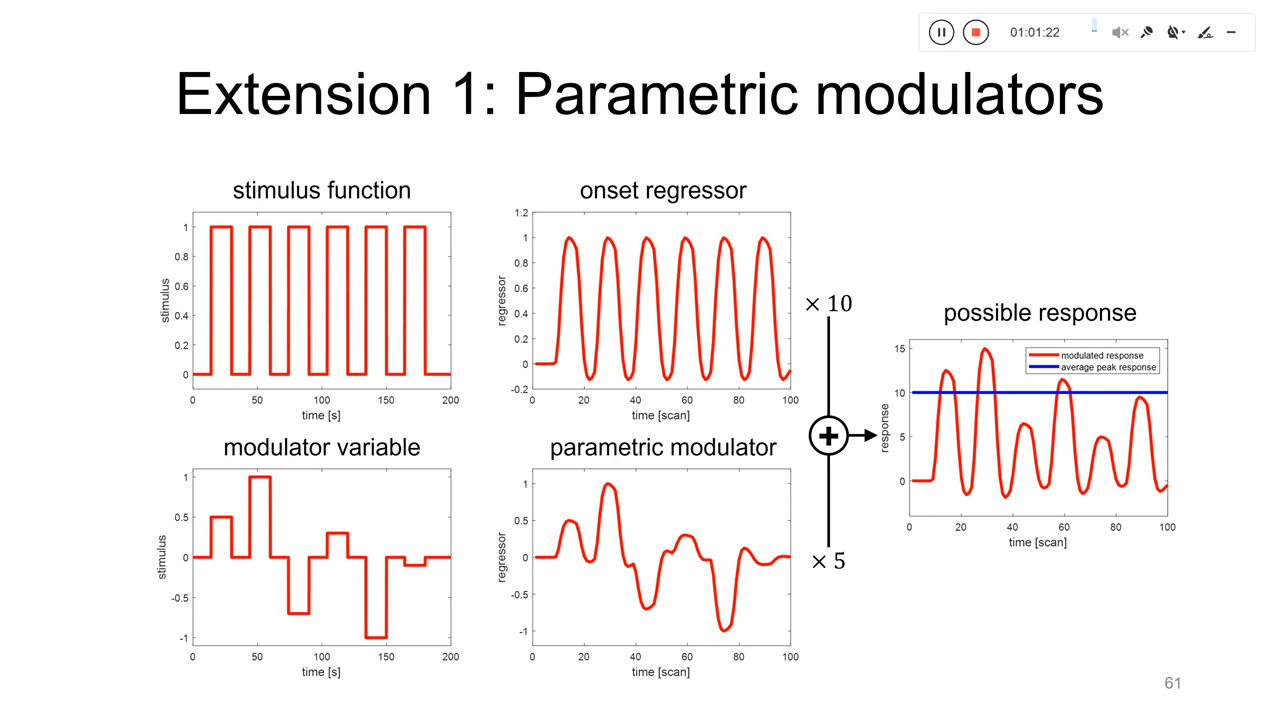 01:01:22
Extension 1: Parametric modulators
stimulus function
1
0.8
0.6
0.4
0.2
0
stimulus
0 50 100 150 200
time [s]
onset regressor
1.2
1
0.8
0.6
0.4
0.2
0
-0.2
regressor
0 20 40 60 80 100
time [scan]
modulator variable
1
0.5
0
-0.5
-1
stimulus
0 50 100 150 200
time [s]
parametric modulator
1
0.5
0
-0.5
-1
regressor
0 20 40 60 80 100
time [scan]
× 10
+
× 5
possible response
15
10
5
0
response
modulated response
average peak response
0 20 40 60 80 100
time [scan]
61